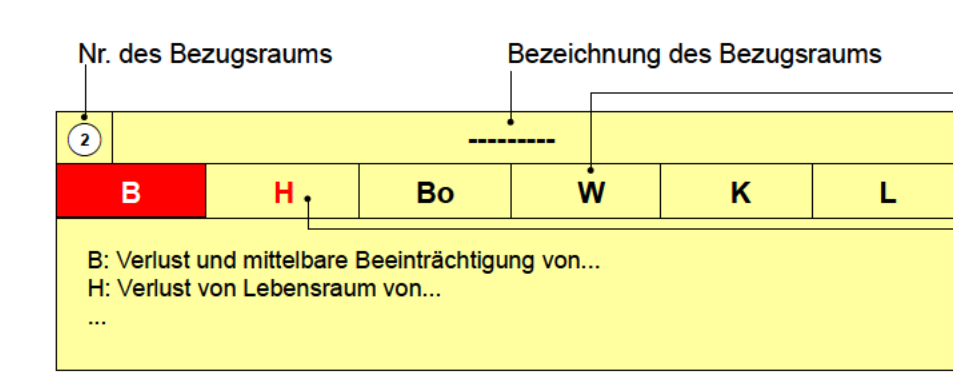 Nr. des Bezugsraums Bezeichnung des Bezugsraums
2 ---------
B H Bo W K L
B: Verlust und mittelbare Beeinträchtigung von...
H: Verlust von Lebensraum von...
...